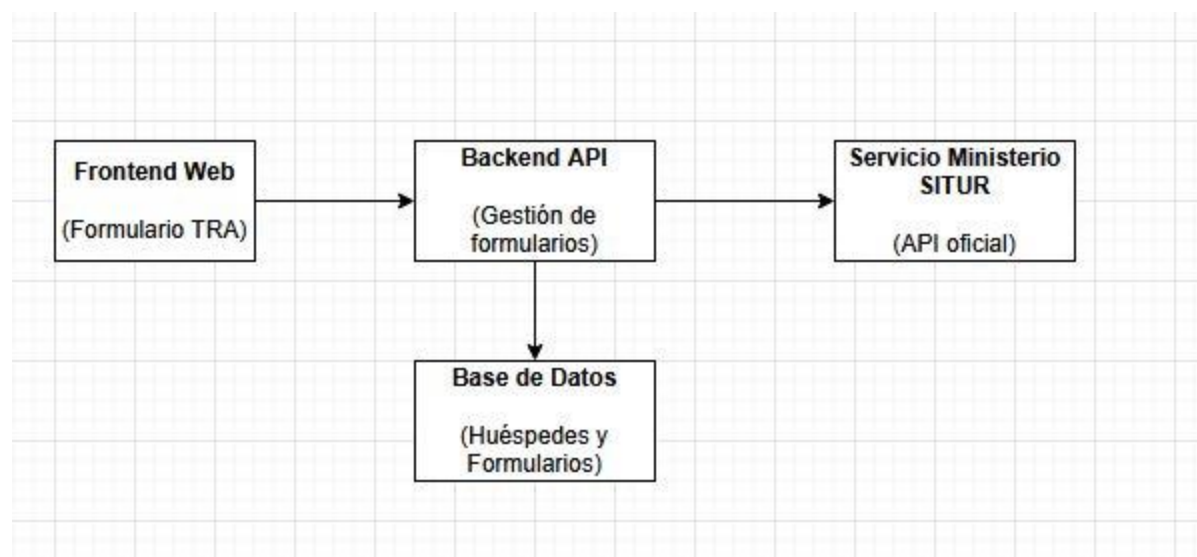 Frontend Web
(Formulario TRA)
Backend API
(Gestión de
formularios)
Servicio Ministerio
SITUR
(API oficial)
Base de Datos
(Huéspedes y
Formularios)